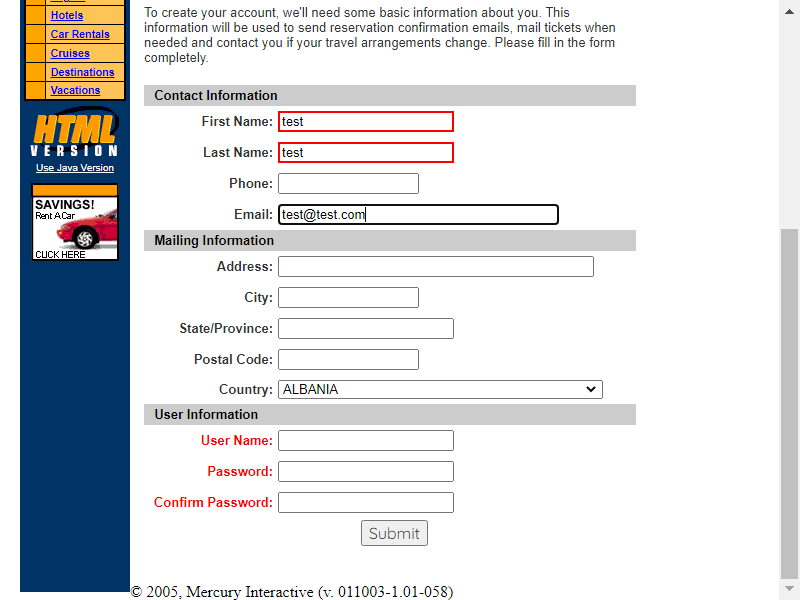 Hotels
Car Rentals
Cruises
Destinations
Vacations
HTML
VERSION
Use Java Version
SAVINGS!
Rent A Car
CLICK HERE
To create your account, we'll need some basic information about you. This
information will be used to send reservation confirmation emails, mail tickets when
needed and contact you if your travel arrangements change. Please fill in the form
completely.
Contact Information
First Name: test
Last Name: test
Phone:
Email: test@test.com
Mailing Information
Address:
City:
State/Province:
Postal Code:
Country: ALBANIA
User Information
User Name:
Password:
Confirm Password:
Submit
© 2005, Mercury Interactive (v. 011003-1.01-058)